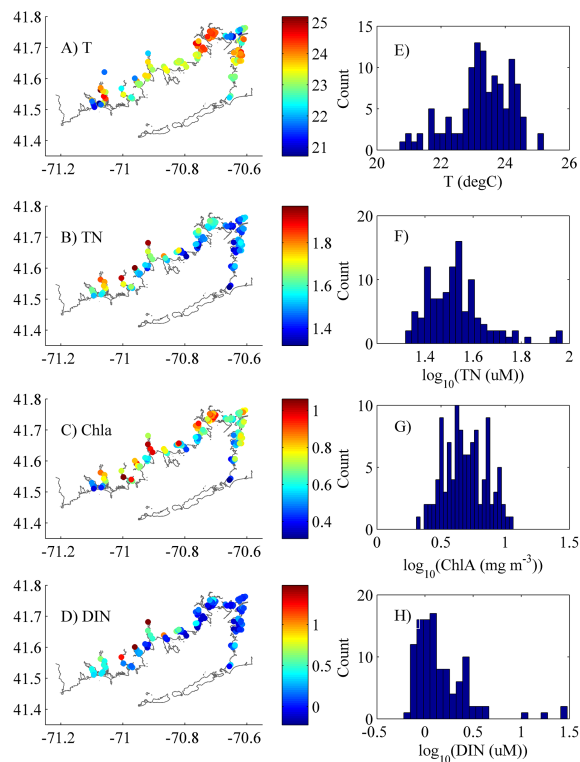 41.8
41.7
41.6
41.5
41.4
A) T
-71.2 -71 -70.8 -70.6
25
24
23
22
21
E)
15
10
5
0
Count
20 22 24 26
T (degC)
41.8
41.7
41.6
41.5
41.4
B) TN
-71.2 -71 -70.8 -70.6
1.8
1.6
1.4
F)
20
10
0
Count
1.4 1.6 1.8 2
log10(TN (uM))
41.8
41.7
41.6
41.5
41.4
C) Chla
-71.2 -71 -70.8 -70.6
1
0.8
0.6
0.4
G)
10
5
0
Count
0 0.5 1 1.5
log10(ChlA (mg m-3))
41.8
41.7
41.6
41.5
41.4
D) DIN
-71.2 -71 -70.8 -70.6
1
0.5
0
H)
20
10
0
Count
-0.5 0 0.5 1 1.5
log10(DIN (uM))